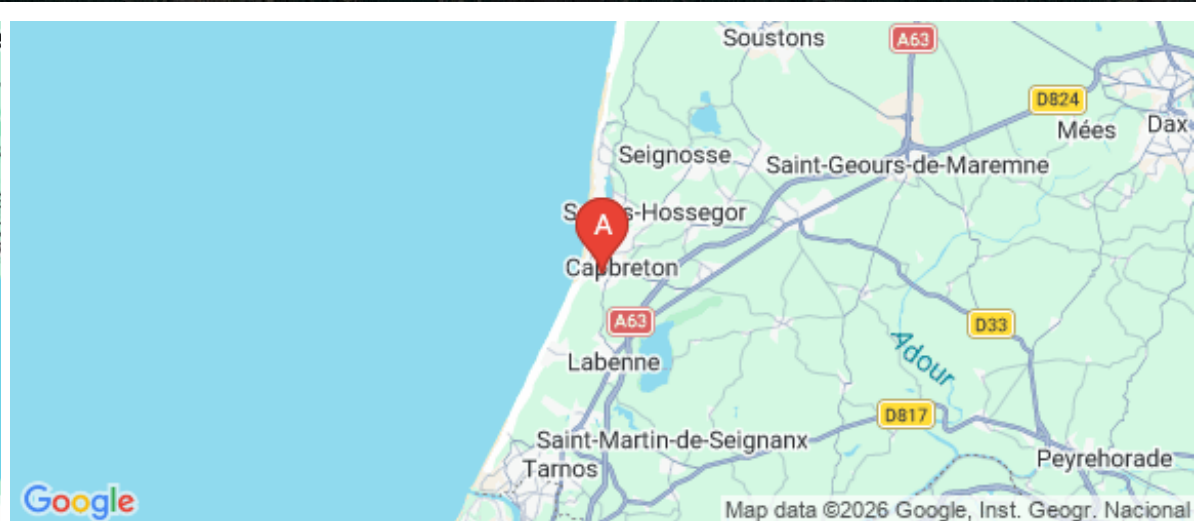 Soustons
A63
D824
Mées
Dax
Seignosse
Saint-Geours-de-Maremne
s-Hossegor
A
Capbreton
A63
D33
Labenne
Adour
D817
Saint-Martin-de-Seignanx
Tarnos
Peyrehorade
Google
Map data ©2026 Google, Inst. Geogr. Nacional